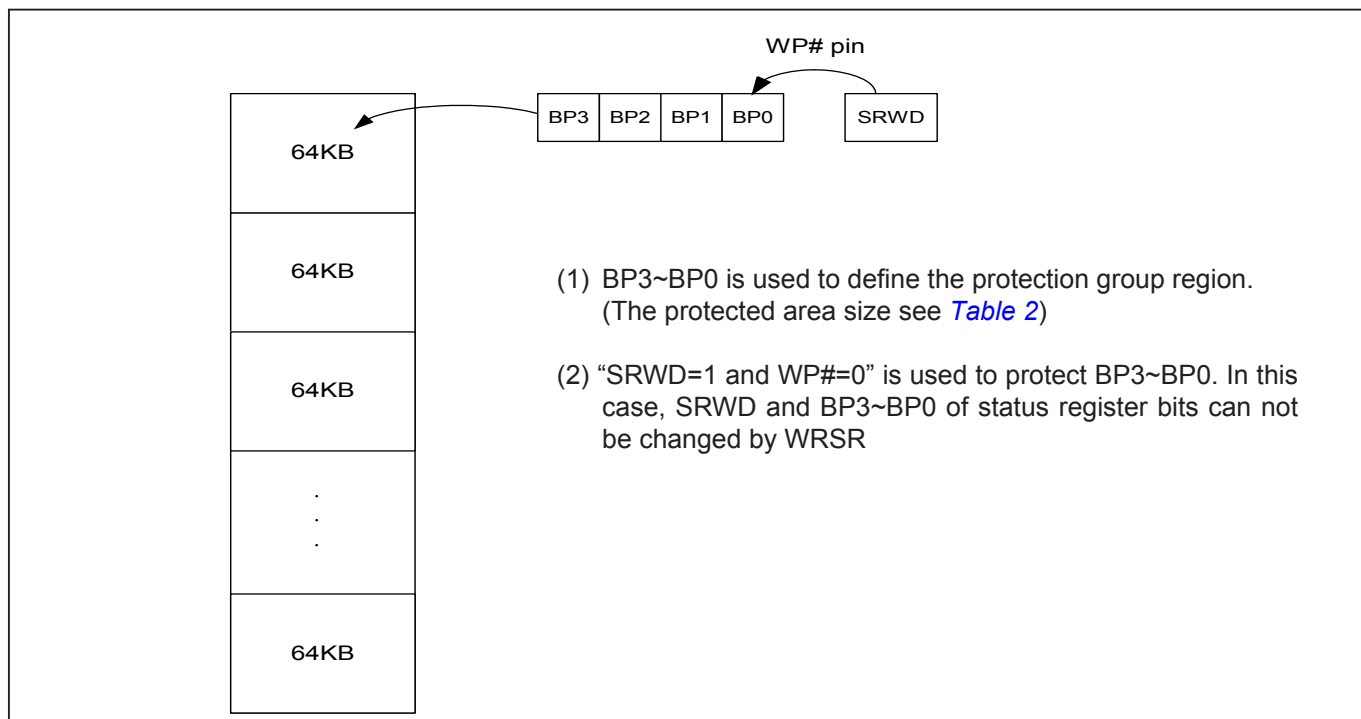 WP# pin
BP3 BP2 BP1 BP0 SRWD
64KB
64KB
64KB
.
.
.
64KB
(1) BP3~BP0 is used to define the protection group region.
(The protected area size see Table 2)
(2) “SRWD=1 and WP#=0” is used to protect BP3~BP0. In this
case, SRWD and BP3~BP0 of status register bits can not
be changed by WRSR